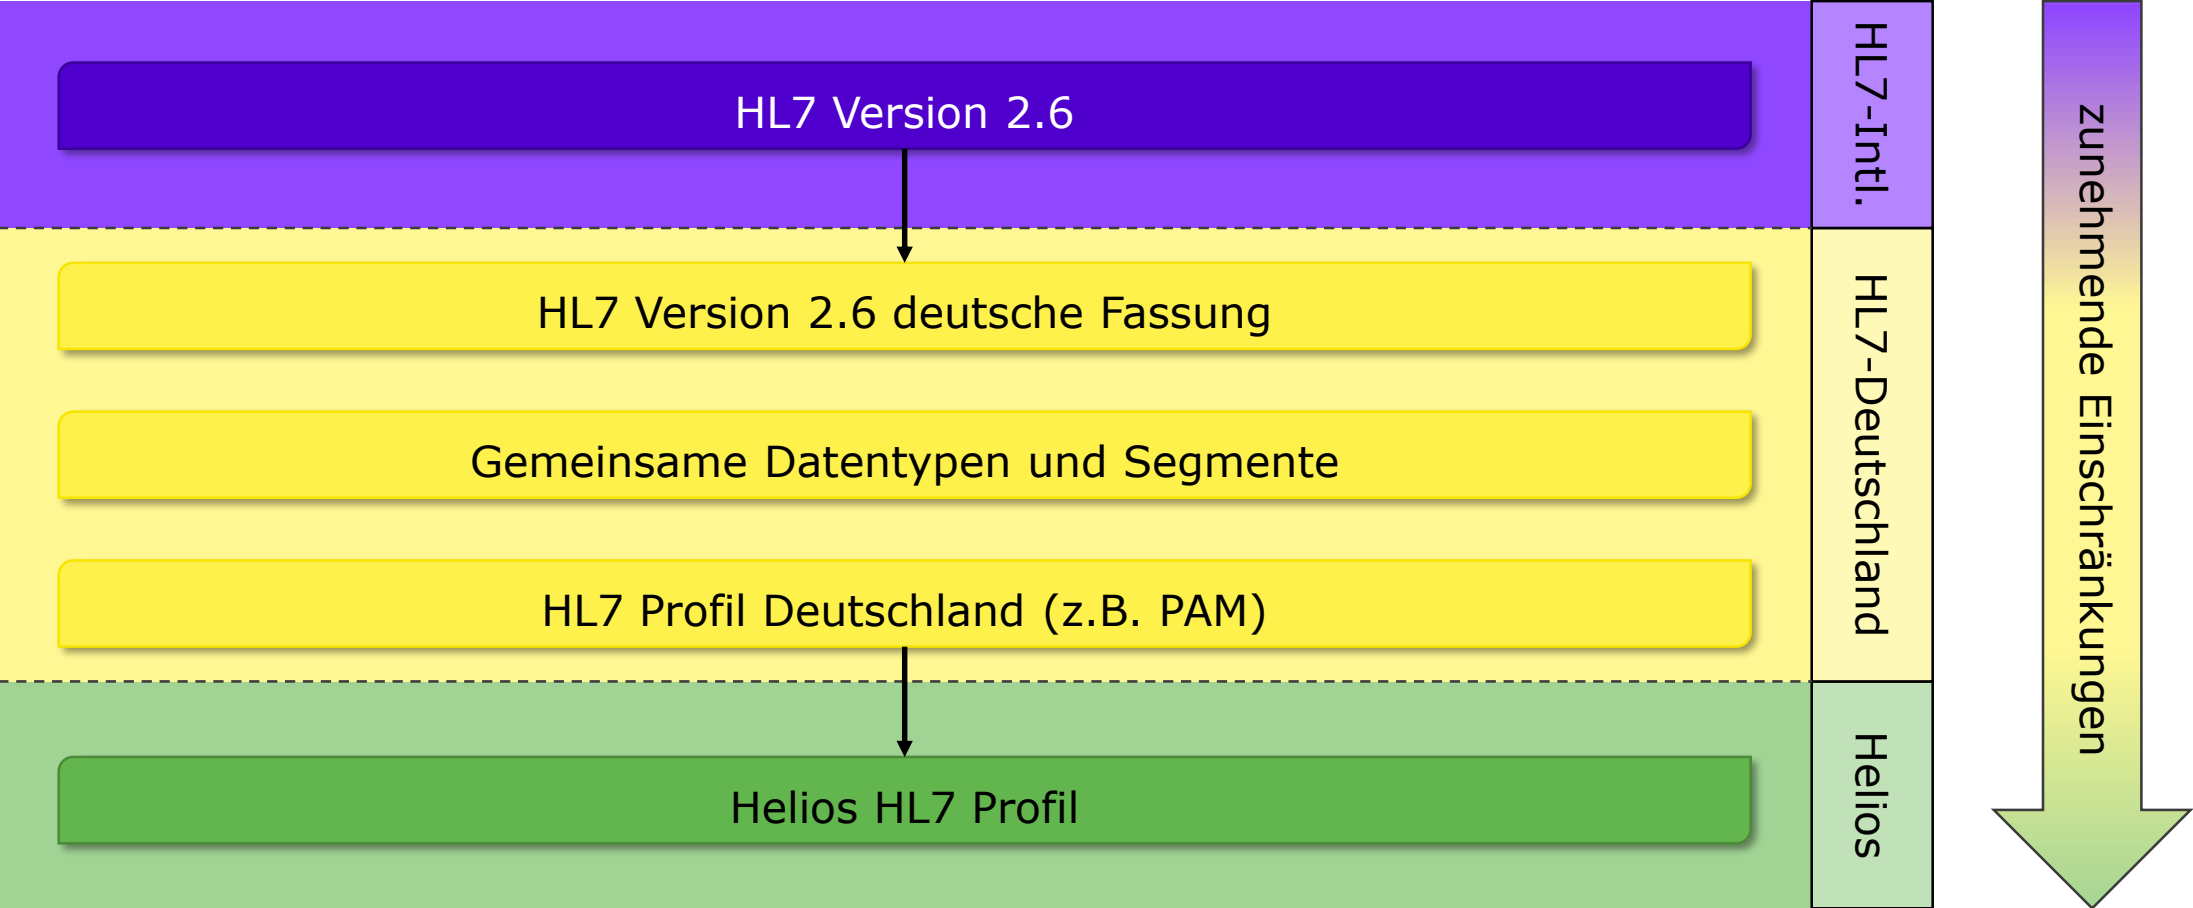 HL7 Version 2.6
HL7-Intl.
HL7 Version 2.6 deutsche Fassung
Gemeinsame Datentypen und Segmente
HL7 Profil Deutschland (z.B. PAM)
HL7-Deutschland
Helios HL7 Profil
Helios
zunehmende Einschränkungen